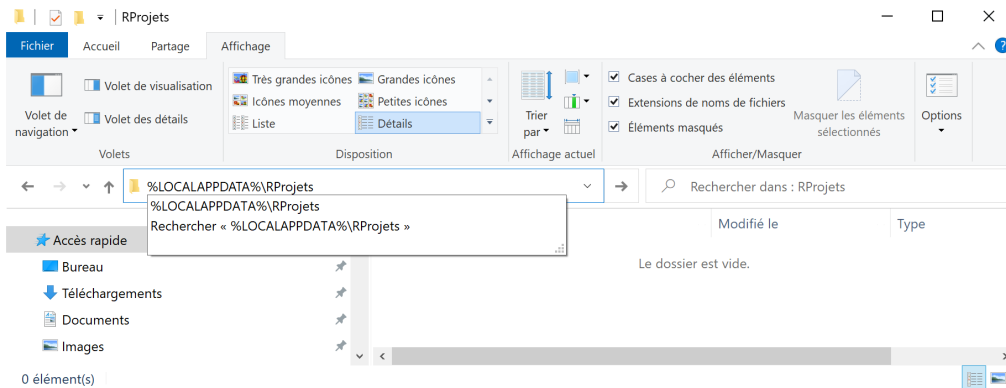 RProjets
Fichier Accueil Partage Affichage
Volet de navigation
Volet de visualisation
Volet des détails
Volets
Très grandes icônes Grandes icônes
Icônes moyennes Petites icônes
Liste Détails
Disposition
Trier par
Affichage actuel
Cases à cocher des éléments
Extensions de noms de fichiers
Éléments masqués
Masquer les éléments sélectionnés
Afficher/Masquer
Options
%LOCALAPPDATA%\RProjets
Rechercher dans : RProjets
%LOCALAPPDATA%\RProjets
Rechercher « %LOCALAPPDATA%\RProjets »
Modifié le Type
Accès rapide
Le dossier est vide.
Bureau
Téléchargements
Documents
Images
0 élément(s)